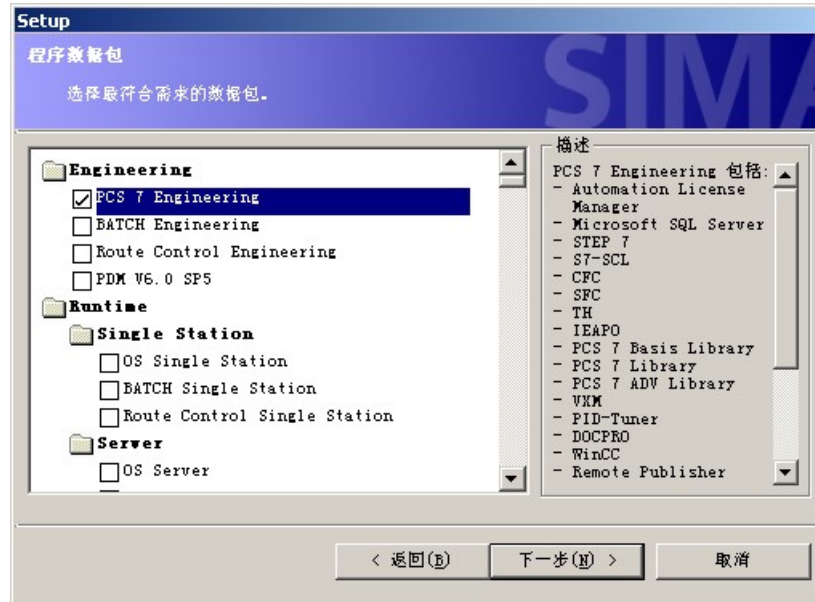 Setup
程序数据包
选择最符合需求的数据包。
SIMA
Engineering
PCS 7 Engineering
BATCH Engineering
Route Control Engineering
PDM V6.0 SP5
Runtime
Single Station
OS Single Station
BATCH Single Station
Route Control Single Station
Server
OS Server
描述
PCS 7 Engineering 包括:
- Automation License
Manager
- Microsoft SQL Server
- STEP 7
- S7-SCL
- CFC
- SFC
- TH
- IEAPO
- PCS 7 Basis Library
- PCS 7 Library
- PCS 7 ADV Library
- VXM
- PID-Tuner
- DOCPRO
- WinCC
- Remote Publisher
< 返回(B)
下一步(N) >
取消